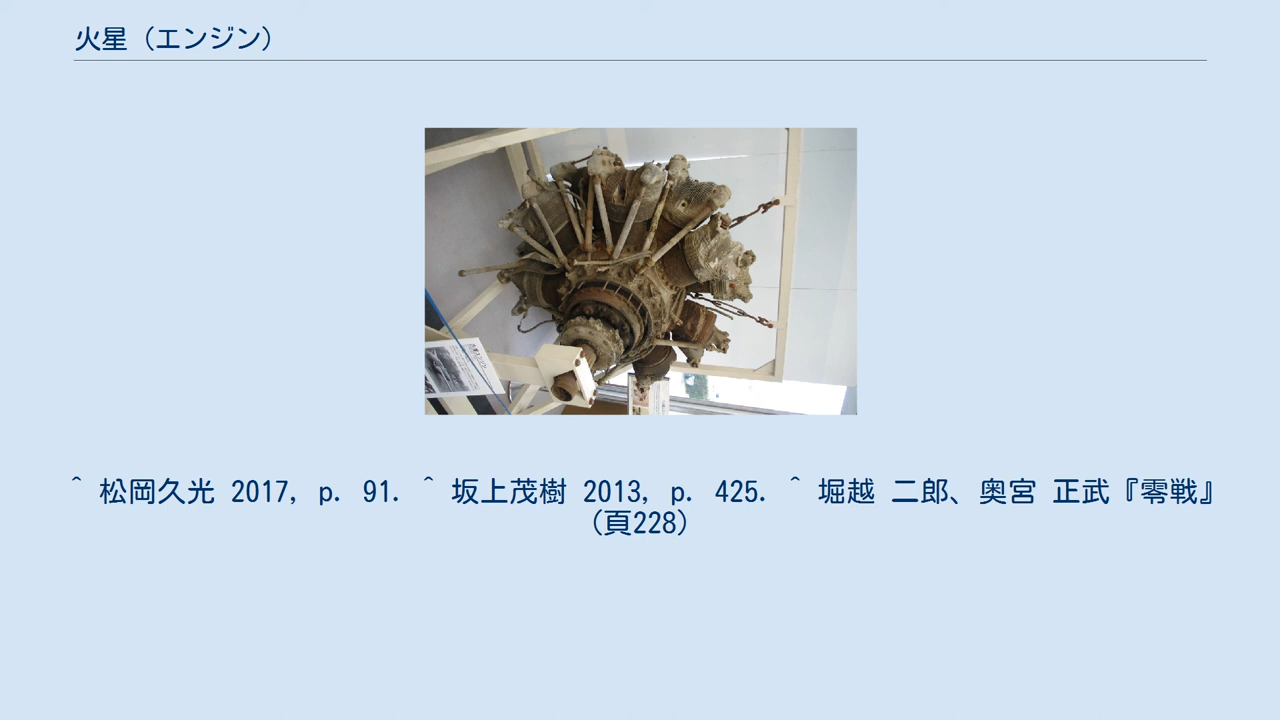 火星（エンジン）
^ 松岡久光 2017, p. 91. ^ 坂上茂樹 2013, p. 425. ^ 堀越 二郎、奥宮 正武『零戦』
（頁228）